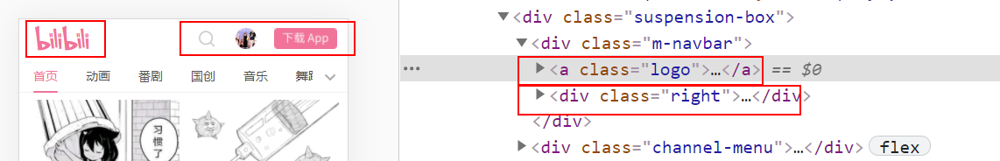 bilibili
下载 App
首页 动画 番剧 国创 音乐 舞蹈
习惯了
▼<div class="suspension-box">
▼<div class="m-navbar">
••• ▶<a class="logo">…</a> == $0
▶<div class="right">…</div>
</div>
▶<div class="channel-menu">…</div> flex